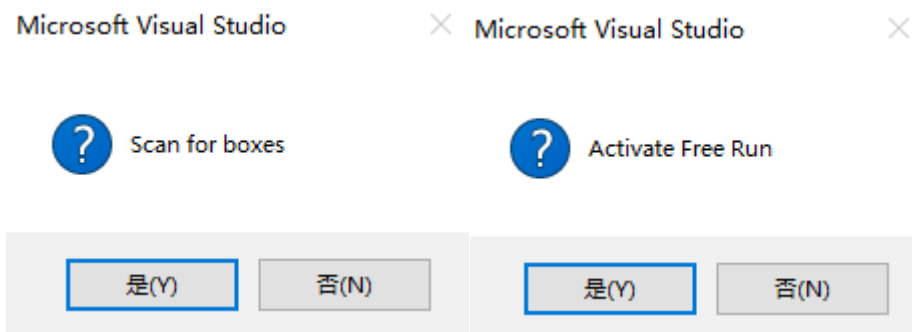 Microsoft Visual Studio
Scan for boxes
是(Y)
否(N)
Microsoft Visual Studio
Activate Free Run
是(Y)
否(N)